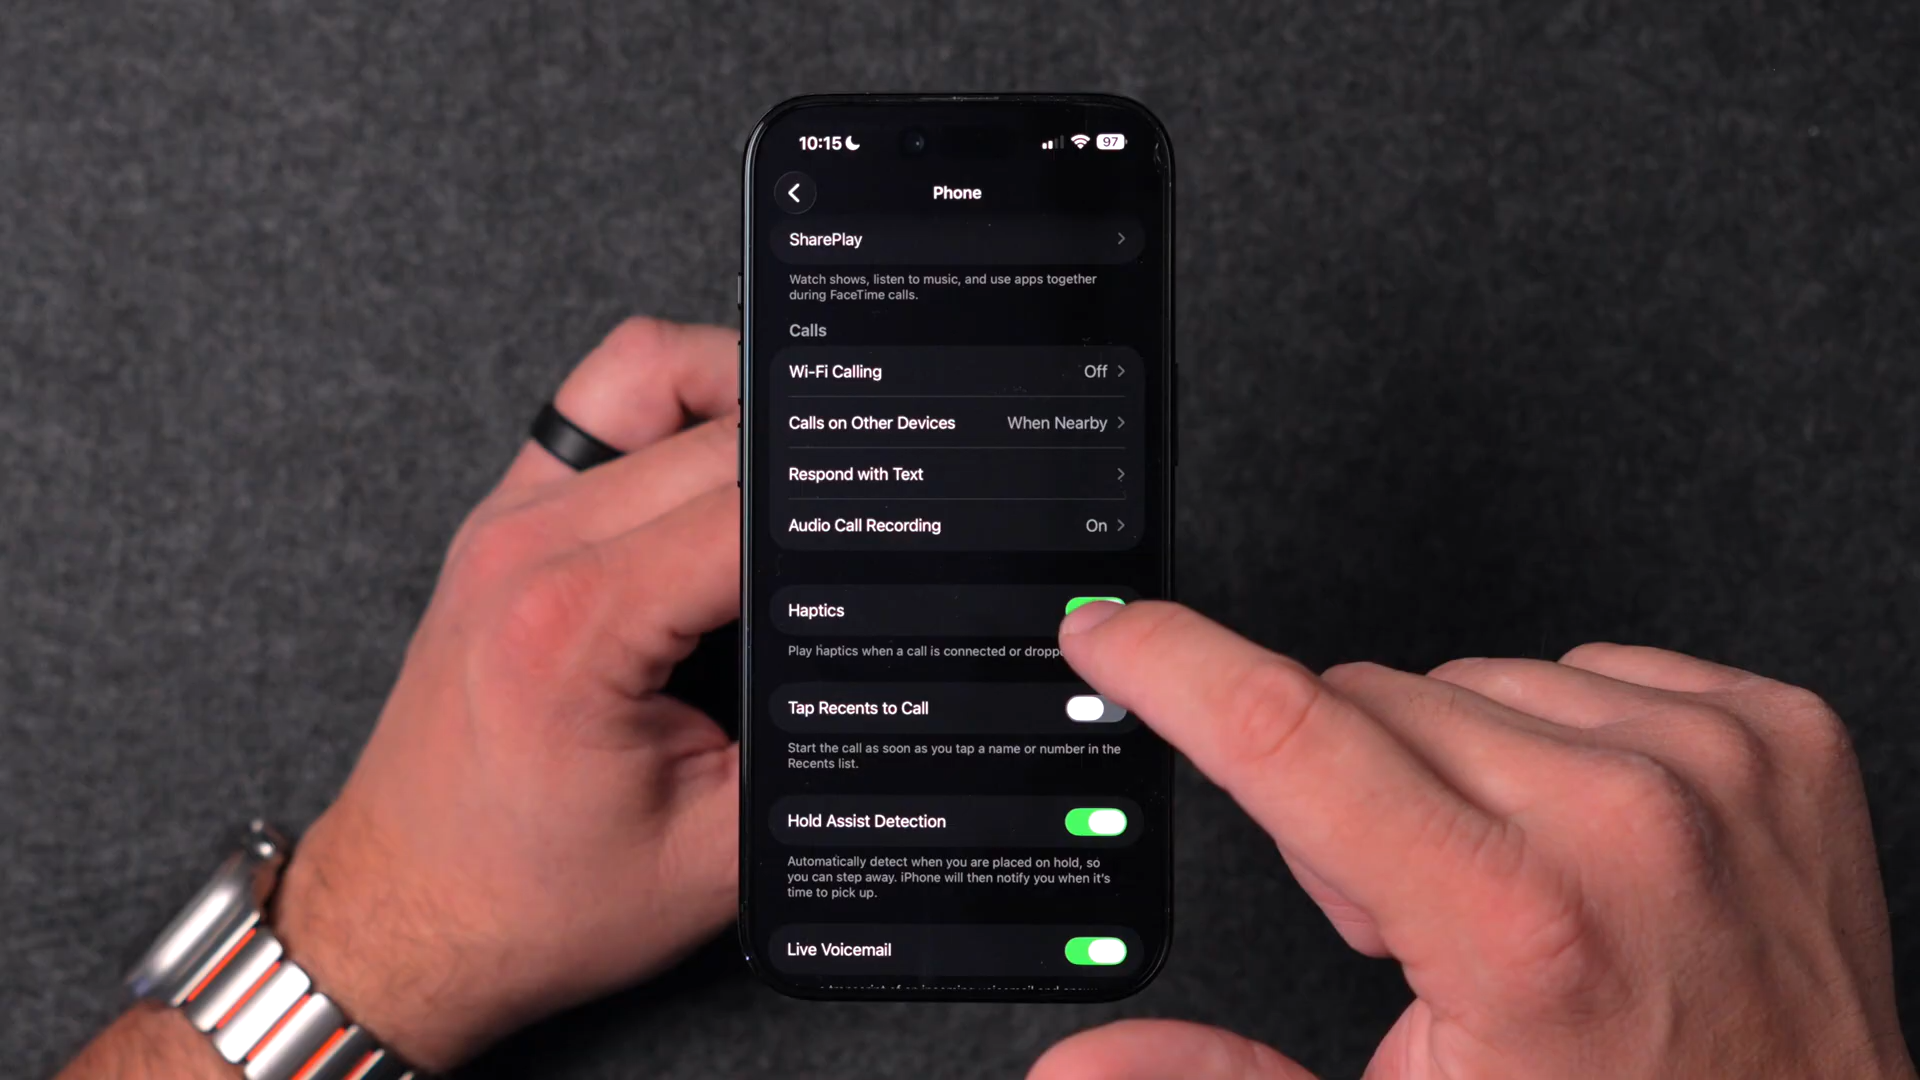 10:15
97
Phone
SharePlay
Watch shows, listen to music, and use apps together
during FaceTime calls.
Calls
Wi-Fi Calling Off
Calls on Other Devices When Nearby
Respond with Text
Audio Call Recording On
Haptics
Play haptics when a call is connected or
Tap Recents to Call
Start the call as soon as you tap a name or number in the
Recents list.
Hold Assist Detection
Automatically detect when you are placed on hold, so
you can step away. iPhone will then notify you when it's
time to pick up.
Live Voicemail